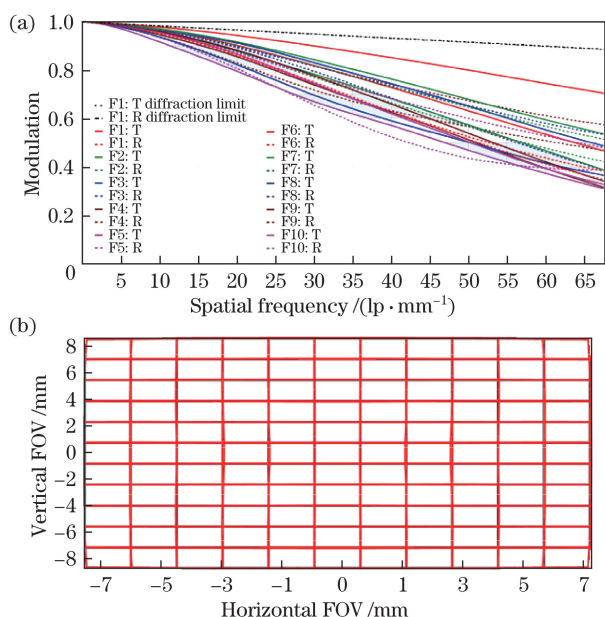 (a)
1.0
0.8
0.6
0.4
0.2
0
Modulation
F1: T diffraction limit
F1: R diffraction limit
F1: T
F1: R
F2: T
F2: R
F3: T
F3: R
F4: T
F4: R
F5: T
F5: R
F6: T
F6: R
F7: T
F7: R
F8: T
F8: R
F9: T
F9: R
F10: T
F10: R
5 10 15 20 25 30 35 40 45 50 55 60 65
Spatial frequency /(lp · mm⁻¹)
(b)
8
6
4
2
0
−2
−4
−6
−8
Vertical FOV /mm
−7 −5 −4 −3 −1 0 1 3 4 5 7
Horizontal FOV /mm